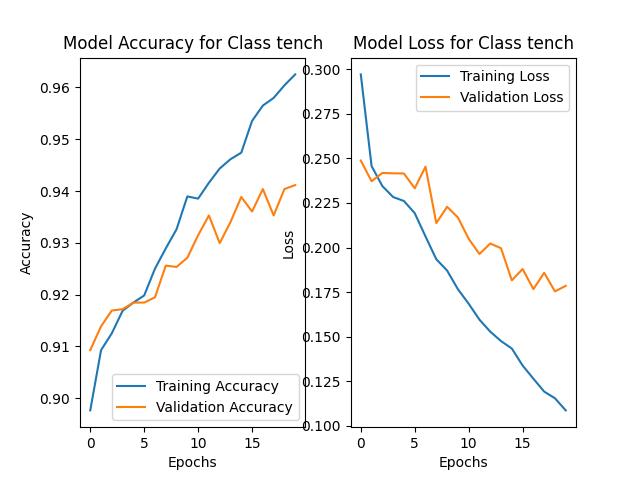 Model Accuracy for Class tench
0.96
0.95
0.94
0.93
0.92
0.91
0.90
Accuracy
Training Accuracy
Validation Accuracy
0
5
10
15
Epochs
Model Loss for Class tench
0.300
0.275
0.250
0.225
0.200
0.175
0.150
0.125
0.100
Loss
Training Loss
Validation Loss
0
5
10
15
Epochs